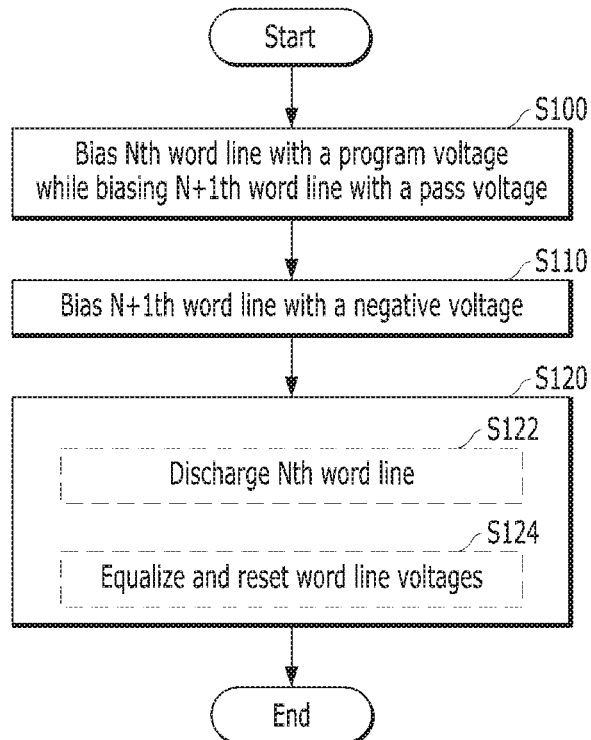 Start
S100
Bias Nth word line with a program voltage
while biasing N+1th word line with a pass voltage
S110
Bias N+1th word line with a negative voltage
S120
S122
Discharge Nth word line
S124
Equalize and reset word line voltages
End